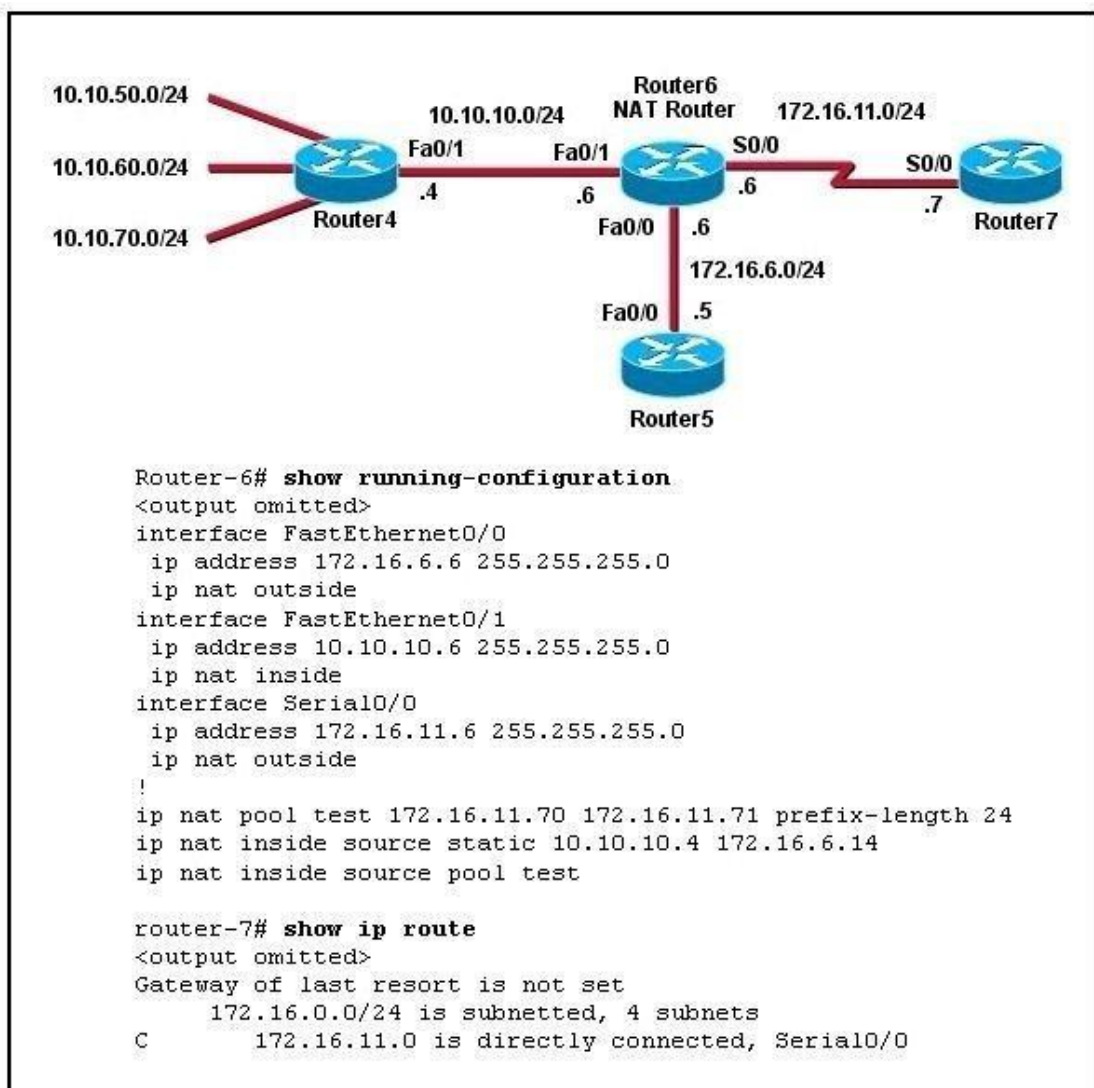 10.10.50.0/24
10.10.60.0/24
10.10.70.0/24
Router4
Fa0/1
.4
10.10.10.0/24
Fa0/1
.6
Router6
NAT Router
S0/0
.6
172.16.11.0/24
S0/0
.7
Router7
Fa0/0
.6
172.16.6.0/24
Fa0/0
.5
Router5
Router-6# show running-configuration
<output omitted>
interface FastEthernet0/0
ip address 172.16.6.6 255.255.255.0
ip nat outside
interface FastEthernet0/1
ip address 10.10.10.6 255.255.255.0
ip nat inside
interface Serial0/0
ip address 172.16.11.6 255.255.255.0
ip nat outside
!
ip nat pool test 172.16.11.70 172.16.11.71 prefix-length 24
ip nat inside source static 10.10.10.4 172.16.6.14
ip nat inside source pool test
router-7# show ip route
<output omitted>
Gateway of last resort is not set
172.16.0.0/24 is subnetted, 4 subnets
C 172.16.11.0 is directly connected, Serial0/0